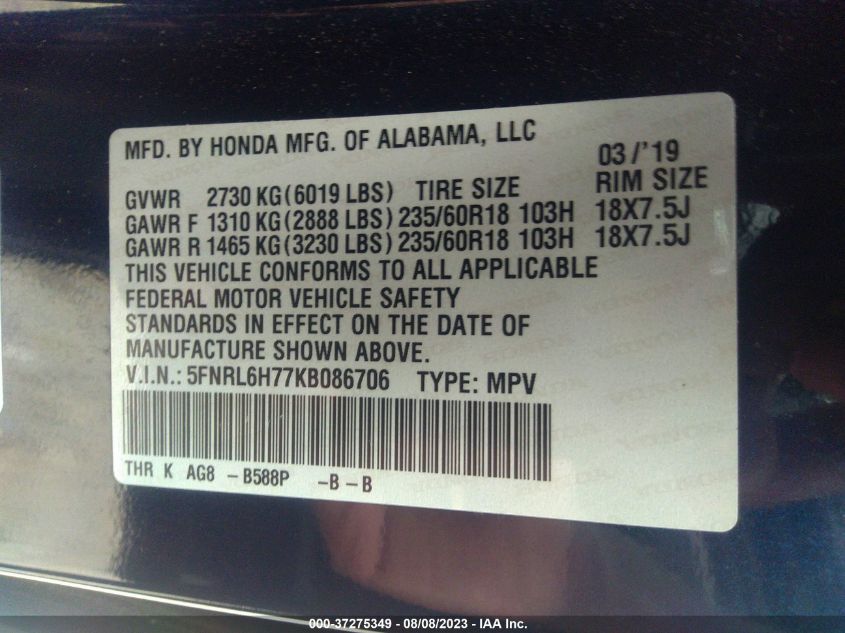 MFD. BY HONDA MFG. OF ALABAMA, LLC 03/'19
GVWR 2730 KG(6019 LBS) TIRE SIZE RIM SIZE
GAWR F 1310 KG(2888 LBS) 235/60R18 103H 18X7.5J
GAWR R 1465 KG(3230 LBS) 235/60R18 103H 18X7.5J
THIS VEHICLE CONFORMS TO ALL APPLICABLE
FEDERAL MOTOR VEHICLE SAFETY
STANDARDS IN EFFECT ON THE DATE OF
MANUFACTURE SHOWN ABOVE.
V.I.N.: 5FNRL6H77KB086706 TYPE: MPV
THR K AG8 -B588P -B-B
000-37275349 - 08/08/2023 - IAA Inc.